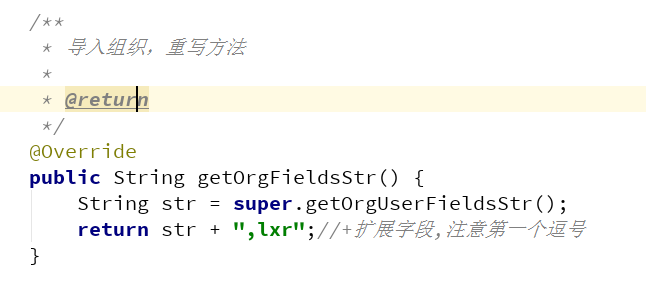 /**
 * 导入组织，重写方法
 *
 * @return
 */
@Override
public String getOrgFieldsStr() {
    String str = super.getOrgUserFieldsStr();
    return str + ",lxr";//+扩展字段,注意第一个逗号
}